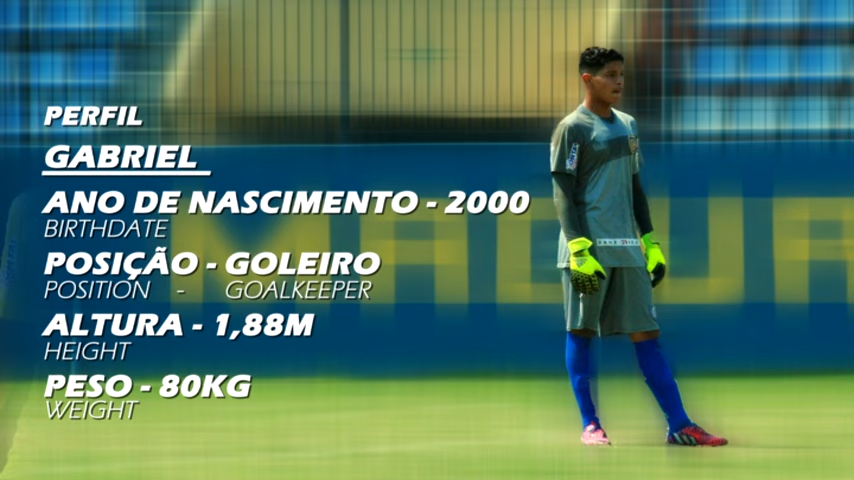 PERFIL
GABRIEL
ANO DE NASCIMENTO - 2000
BIRTHDATE
POSIÇÃO - GOLEIRO
POSITION - GOALKEEPER
ALTURA - 1,88M
HEIGHT
PESO - 80KG
WEIGHT